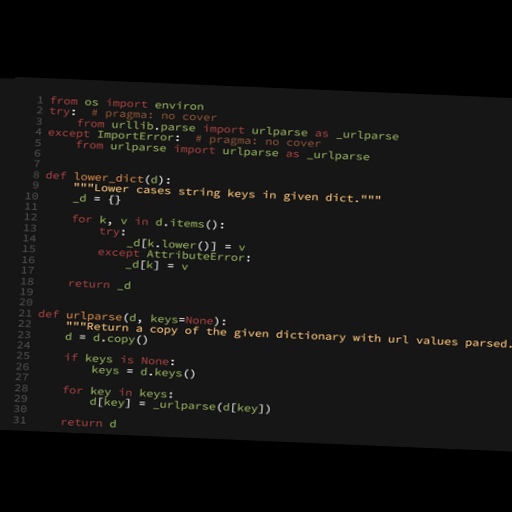 1 from os import environ
2 try:  # pragma: no cover
3     from urllib.parse import urlparse as _urlparse
4 except ImportError:  # pragma: no cover
5     from urlparse import urlparse as _urlparse
6
7
8 def lower_dict(d):
9     """Lower cases string keys in given dict."""
10     _d = {}
11
12     for k, v in d.items():
13         try:
14             _d[k.lower()] = v
15         except AttributeError:
16             _d[k] = v
17
18     return _d
19
20
21 def urlparse(d, keys=None):
22     """Return a copy of the given dictionary with url values parsed.
23     d = d.copy()
24
25     if keys is None:
26         keys = d.keys()
27
28     for key in keys:
29         d[key] = _urlparse(d[key])
30
31     return d